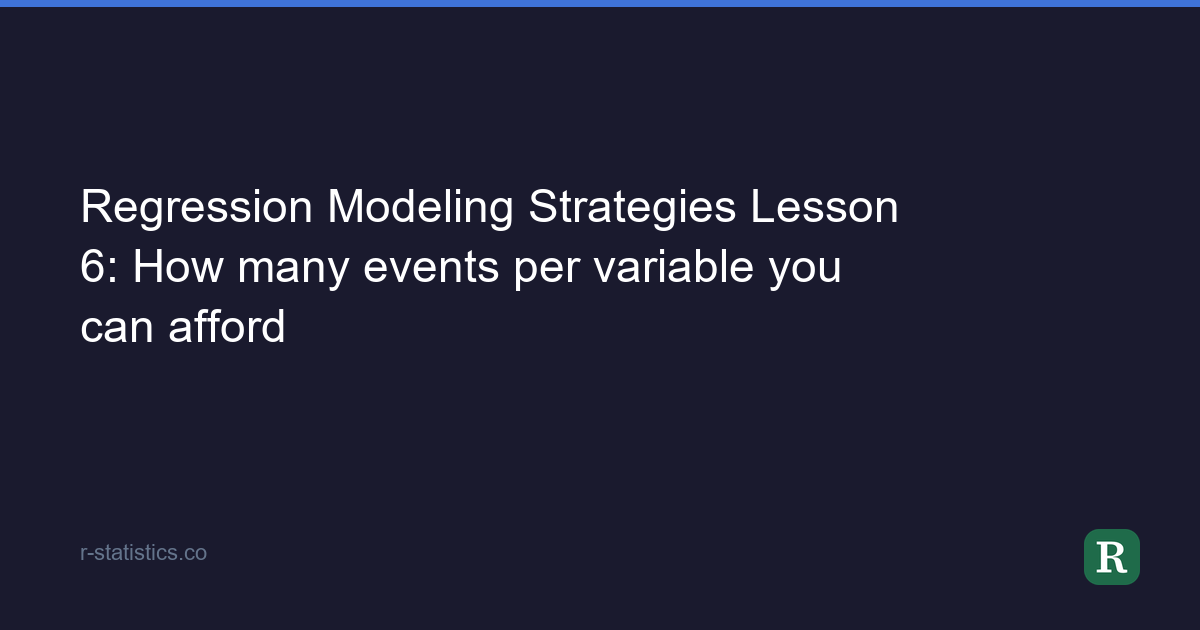 Regression Modeling Strategies Lesson
6: How many events per variable you
can afford
r-statistics.co
R